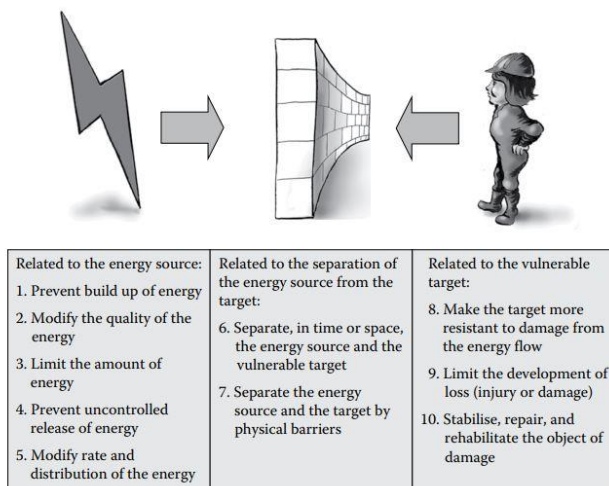 Related to the energy source:
1. Prevent build up of energy
2. Modify the quality of the
energy
3. Limit the amount of
energy
4. Prevent uncontrolled
release of energy
5. Modify rate and
distribution of the energy
Related to the separation of
the energy source from the
target:
6. Separate, in time or space,
the energy source and the
vulnerable target
7. Separate the energy
source and the target by
physical barriers
Related to the vulnerable
target:
8. Make the target more
resistant to damage from
the energy flow
9. Limit the development of
loss (injury or damage)
10. Stabilise, repair, and
rehabilitate the object of
damage